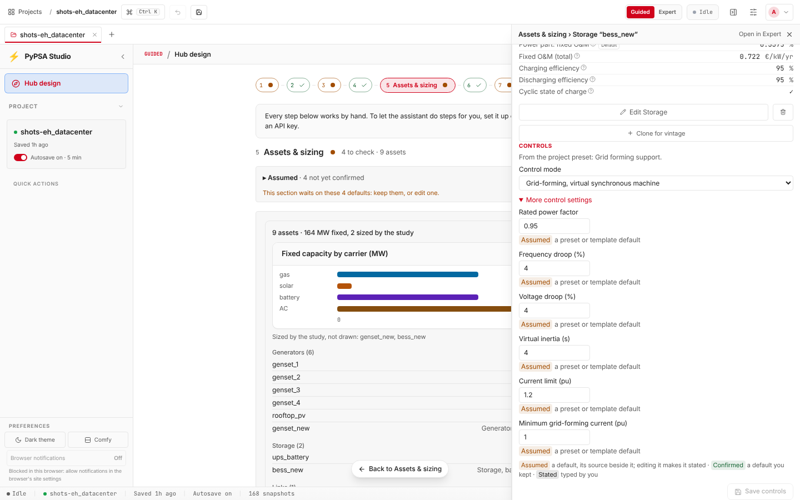 Projects / shots-eh_datacenter
Ctrl K
Guided Expert
Idle
A
shots-eh_datacenter
PyPSA Studio
Hub design
PROJECT
shots-eh_datacenter
Saved 1h ago
Autosave on · 5 min
QUICK ACTIONS
PREFERENCES
Dark theme
Comfy
Browser notifications Off
Blocked in this browser: allow notifications in the browser's site settings
GUIDED / Hub design
1
2
3
4
5 Assets & sizing
6
7
Every step below works by hand. To let the assistant do steps for you, set it up
an API key.
5 Assets & sizing 4 to check · 9 assets
Assumed · 4 not yet confirmed
This section waits on these 4 defaults: keep them, or edit one.
9 assets · 164 MW fixed, 2 sized by the study
Fixed capacity by carrier (MW)
gas
solar
battery
AC
0
Sized by the study, not drawn: genset_new, bess_new
Generators (6)
genset_1
genset_2
genset_3
genset_4
rooftop_pv
genset_new
Storage (2)
ups_battery
bess_new
Back to Assets & sizing
Assets & sizing › Storage “bess_new”
Open in Expert
Fixed O&M (total) 0.722 €/kW/yr
Charging efficiency 95 %
Discharging efficiency 95 %
Cyclic state of charge ✓
Edit Storage
Clone for vintage
CONTROLS
From the project preset: Grid forming support.
Control mode
Grid-forming, virtual synchronous machine
More control settings
Rated power factor
0.95
Assumed a preset or template default
Frequency droop (%)
4
Assumed a preset or template default
Voltage droop (%)
4
Assumed a preset or template default
Virtual inertia (s)
4
Assumed a preset or template default
Current limit (pu)
1.2
Assumed a preset or template default
Minimum grid-forming current (pu)
1
Assumed a preset or template default
Assumed a default, its source beside it; editing it makes it stated · Confirmed a default you
kept · Stated typed by you
Save controls
Idle shots-eh_datacenter Saved 1h ago Autosave on 168 snapshots